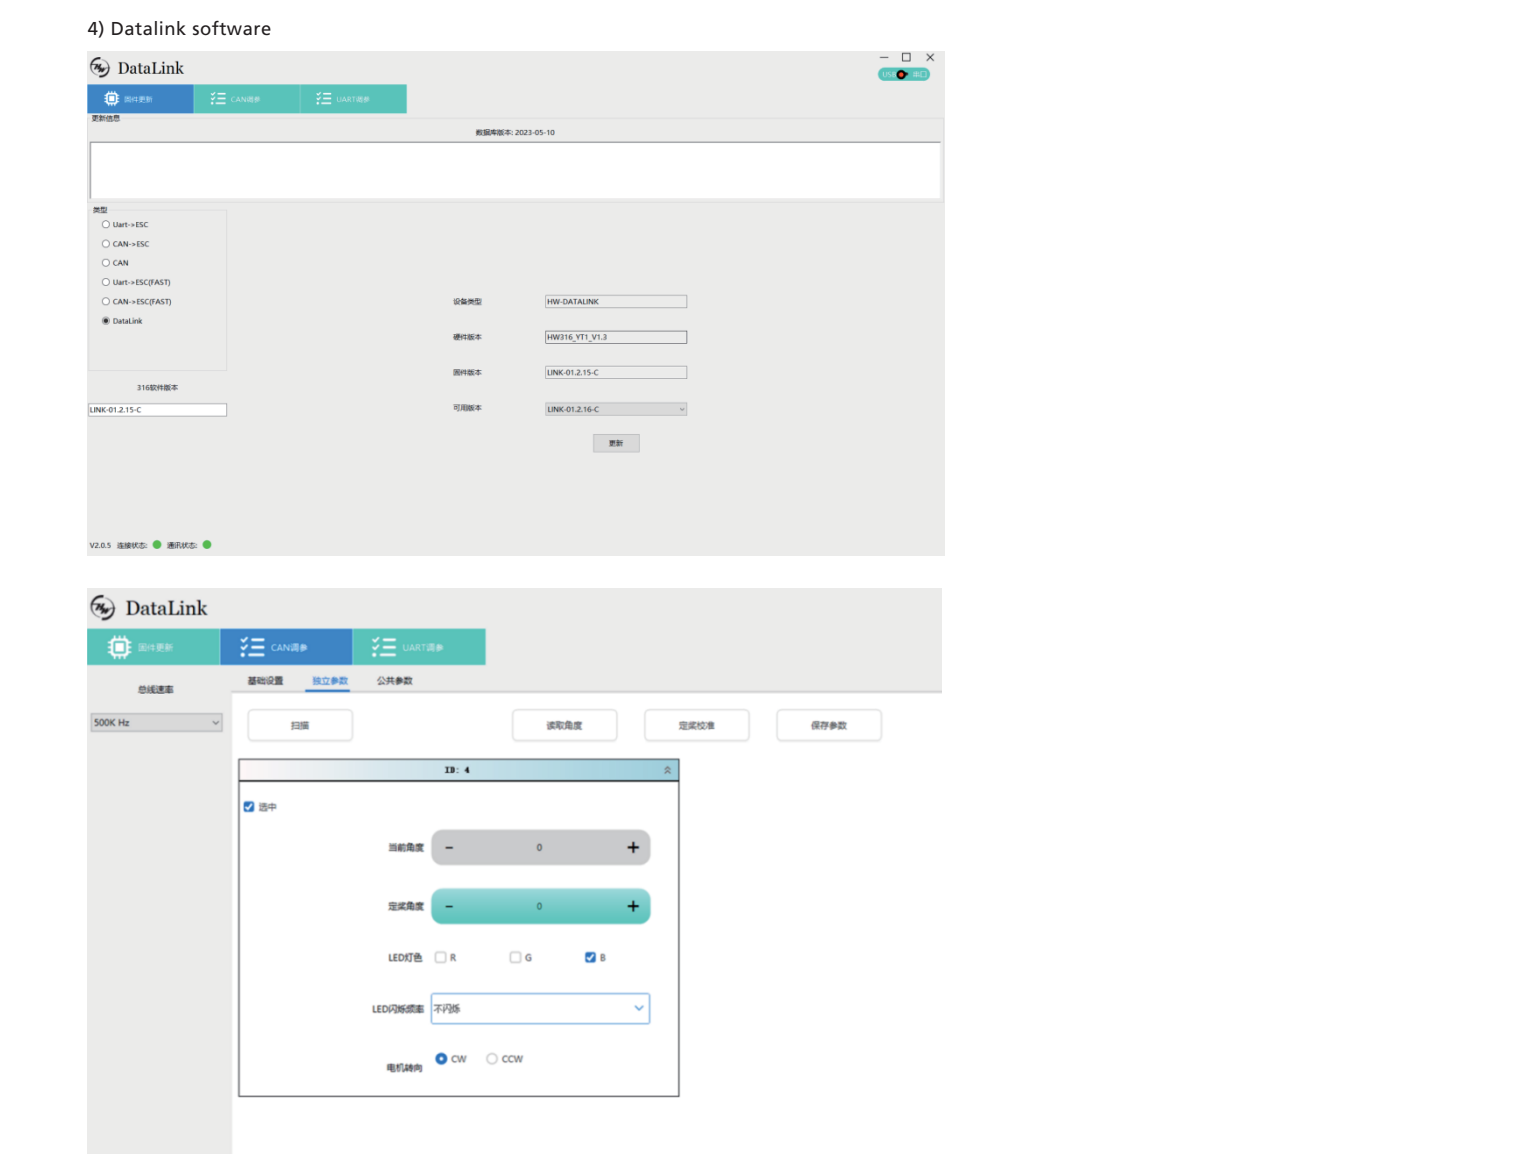 4) Datalink software
DataLink
USB 串口
固件更新 CAN调参 UART调参
更新信息
数据库版本: 2023-05-10
类型
Uart->ESC
CAN->ESC
CAN
Uart->ESC(FAST)
CAN->ESC(FAST)
DataLink
设备类型 HW-DATALINK
硬件版本 HW316_YT1_V1.3
固件版本 LINK-01.2.15-C
316软件版本
可用版本 LINK-01.2.16-C
LINK-01.2.15-C
更新
V2.0.5 连接状态: 通讯状态:
DataLink
固件更新 CAN调参 UART调参
总线速率
基础设置 独立参数 公共参数
500K Hz
扫描 读取角度 定桨校准 保存参数
ID: 4
选中
当前角度 - 0 +
定桨角度 - 0 +
LED灯色 R G B
LED闪烁频率 不闪烁
电机转向 CW CCW